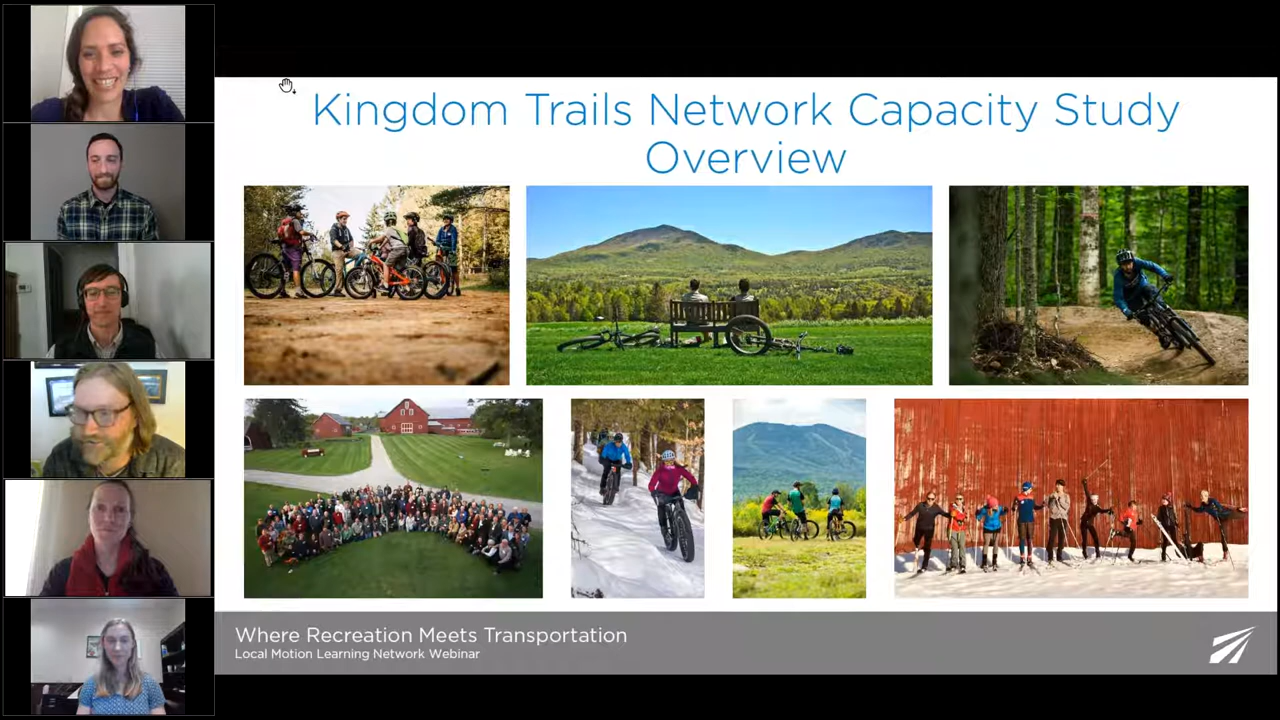 Kingdom Trails Network Capacity Study
Overview
Where Recreation Meets Transportation
Local Motion Learning Network Webinar